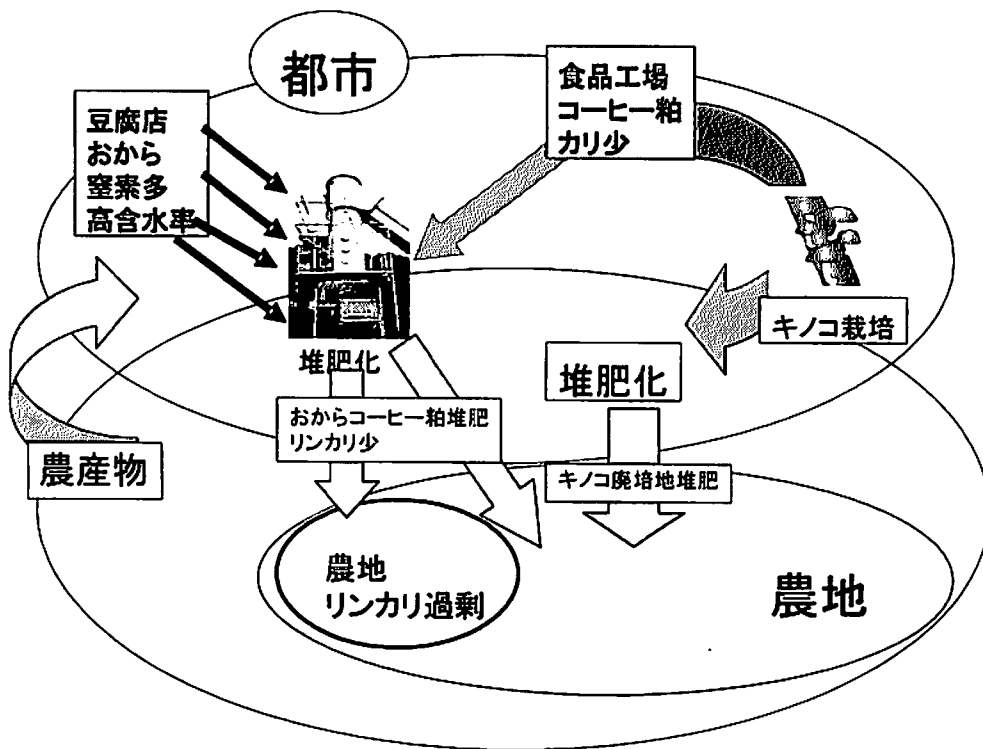 都市
食品工場
コーヒー粕
カリ少
豆腐店
おから
窒素多
高含水率
キノコ栽培
堆肥化
堆肥化
おからコーヒー粕堆肥
リンカリ少
農産物
キノコ廃培地堆肥
農地
リンカリ過剰
農地